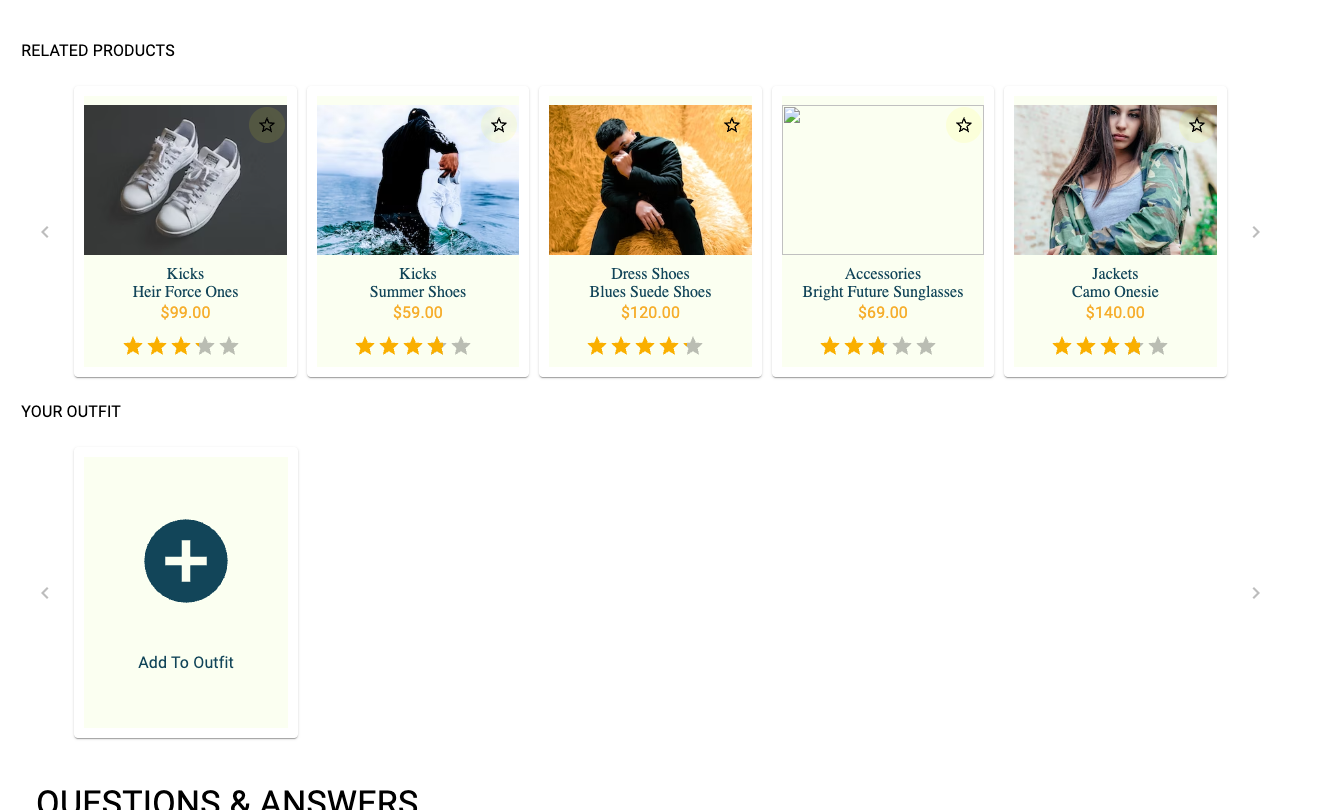 RELATED PRODUCTS
Kicks
Heir Force Ones
$99.00
Kicks
Summer Shoes
$59.00
Dress Shoes
Blues Suede Shoes
$120.00
Accessories
Bright Future Sunglasses
$69.00
Jackets
Camo Onesie
$140.00
YOUR OUTFIT
Add To Outfit
QUESTIONS & ANSWERS